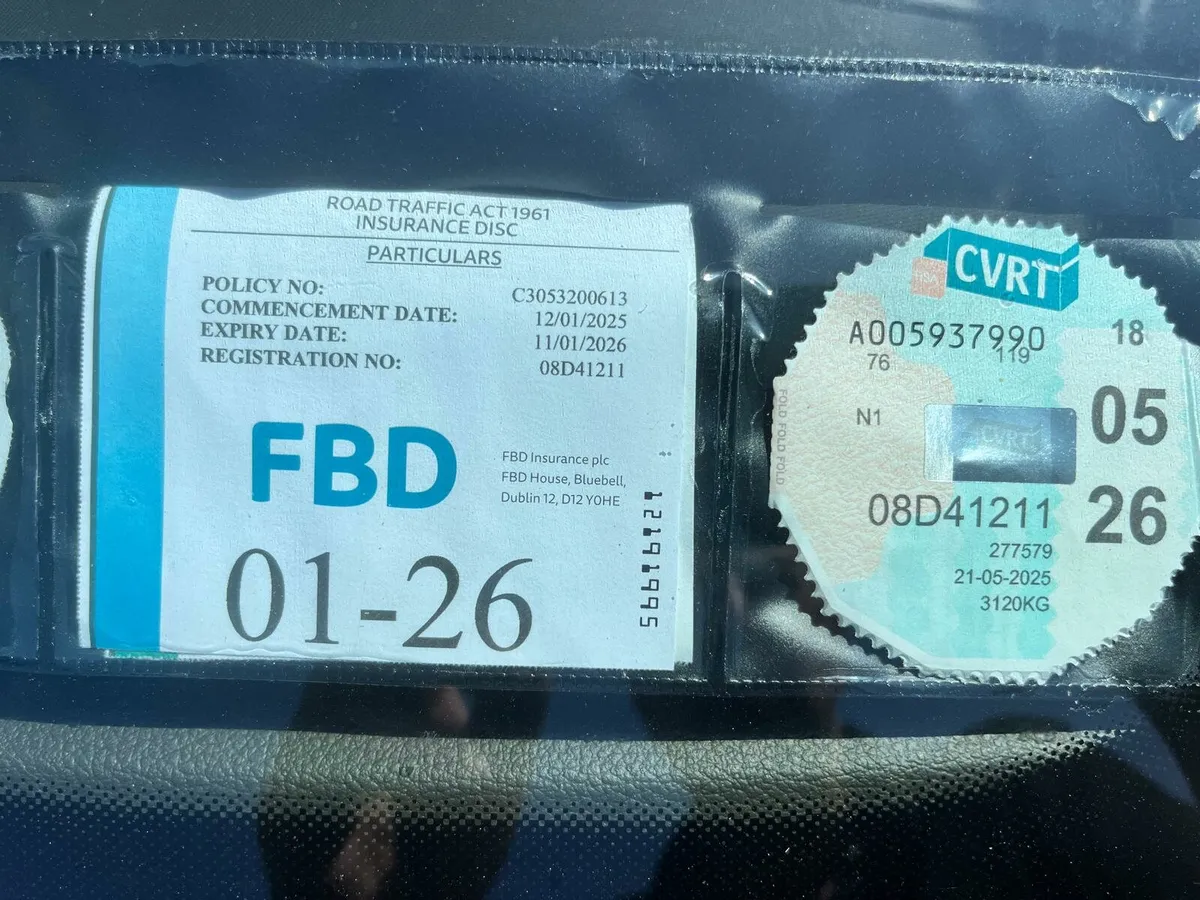 ROAD TRAFFIC ACT 1961
INSURANCE DISC
PARTICULARS
POLICY NO: C3053200613
COMMENCEMENT DATE: 12/01/2025
EXPIRY DATE: 11/01/2026
REGISTRATION NO: 08D41211
FBD
FBD Insurance plc
FBD House, Bluebell,
Dublin 12, D12 Y0HE
01-26
12191995
RSA
CVRT
A005937990 18
76 119
N1
CVRT
05
08D41211
26
277579
21-05-2025
3120KG
FOLD FOLD FOLD